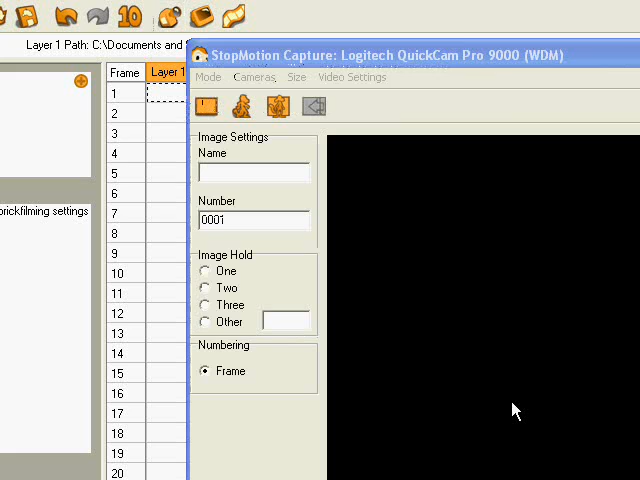 10
Layer 1 Path: C:\Documents and
StopMotion Capture: Logitech QuickCam Pro 9000 (WDM)
Mode Cameras Size Video Settings
Frame Layer 1
1
2
3
4
5
6
7
8
9
10
11
12
13
14
15
16
17
18
19
20
brickfilming settings
Image Settings
Name
Number
0001
Image Hold
One
Two
Three
Other
Numbering
Frame